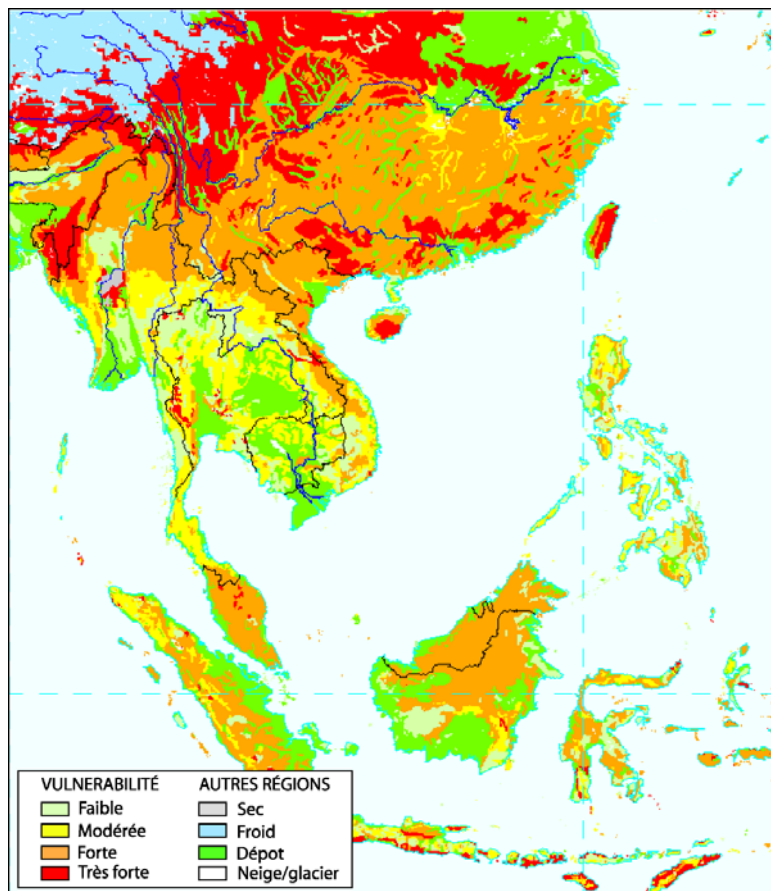 VULNERABILITÉ
Faible
Modérée
Forte
Très forte
AUTRES RÉGIONS
Sec
Froid
Dépot
Neige/glacier